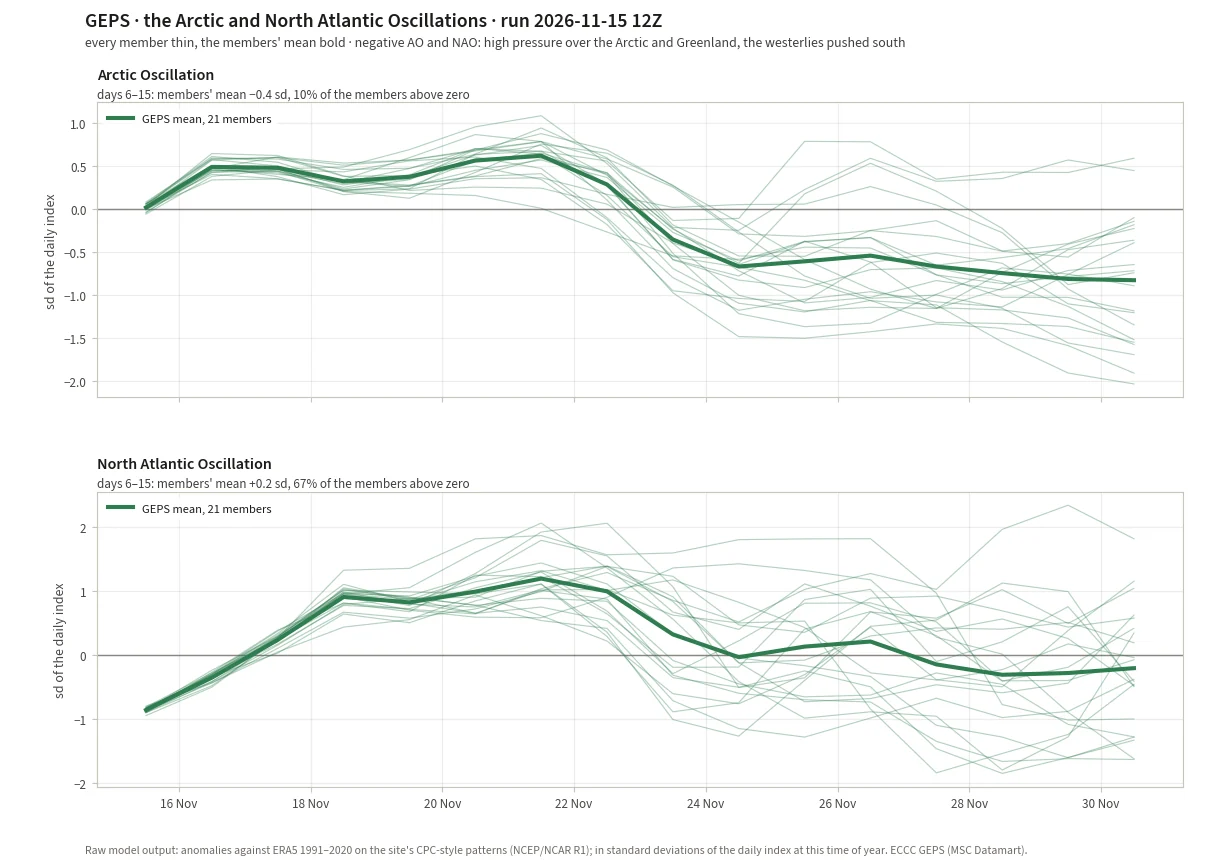 GEPS · the Arctic and North Atlantic Oscillations · run 2026-11-15 12Z
every member thin, the members' mean bold · negative AO and NAO: high pressure over the Arctic and Greenland, the westerlies pushed south
Arctic Oscillation
days 6–15: members' mean −0.4 sd, 10% of the members above zero
GEPS mean, 21 members
1.0
0.5
0.0
−0.5
−1.0
−1.5
−2.0
sd of the daily index
North Atlantic Oscillation
days 6–15: members' mean +0.2 sd, 67% of the members above zero
GEPS mean, 21 members
2
1
0
−1
−2
sd of the daily index
16 Nov 18 Nov 20 Nov 22 Nov 24 Nov 26 Nov 28 Nov 30 Nov
Raw model output: anomalies against ERA5 1991–2020 on the site's CPC-style patterns (NCEP/NCAR R1); in standard deviations of the daily index at this time of year. ECCC GEPS (MSC Datamart).